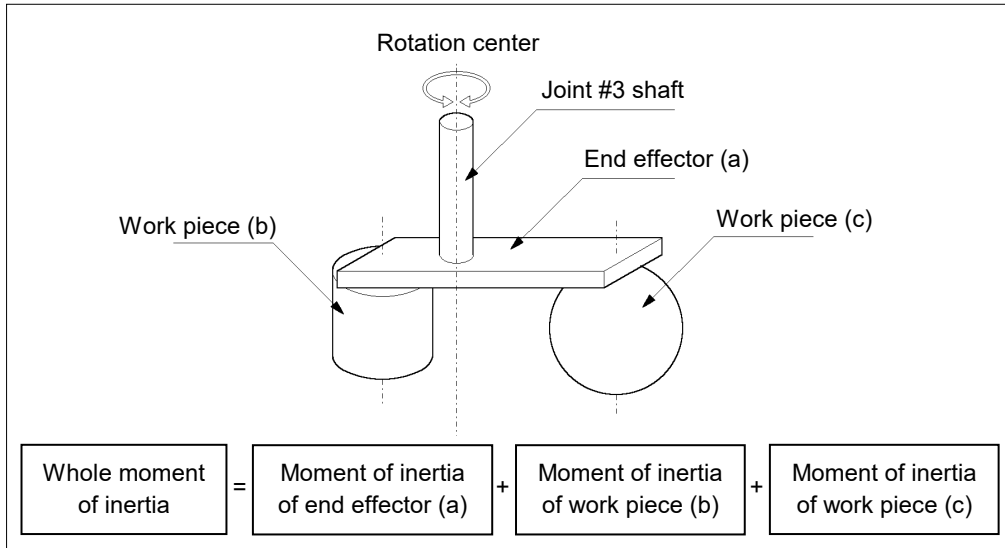 Rotation center
Joint #3 shaft
End effector (a)
Work piece (b)
Work piece (c)
Whole moment
of inertia
=
Moment of inertia
of end effector (a)
+
Moment of inertia
of work piece (b)
+
Moment of inertia
of work piece (c)